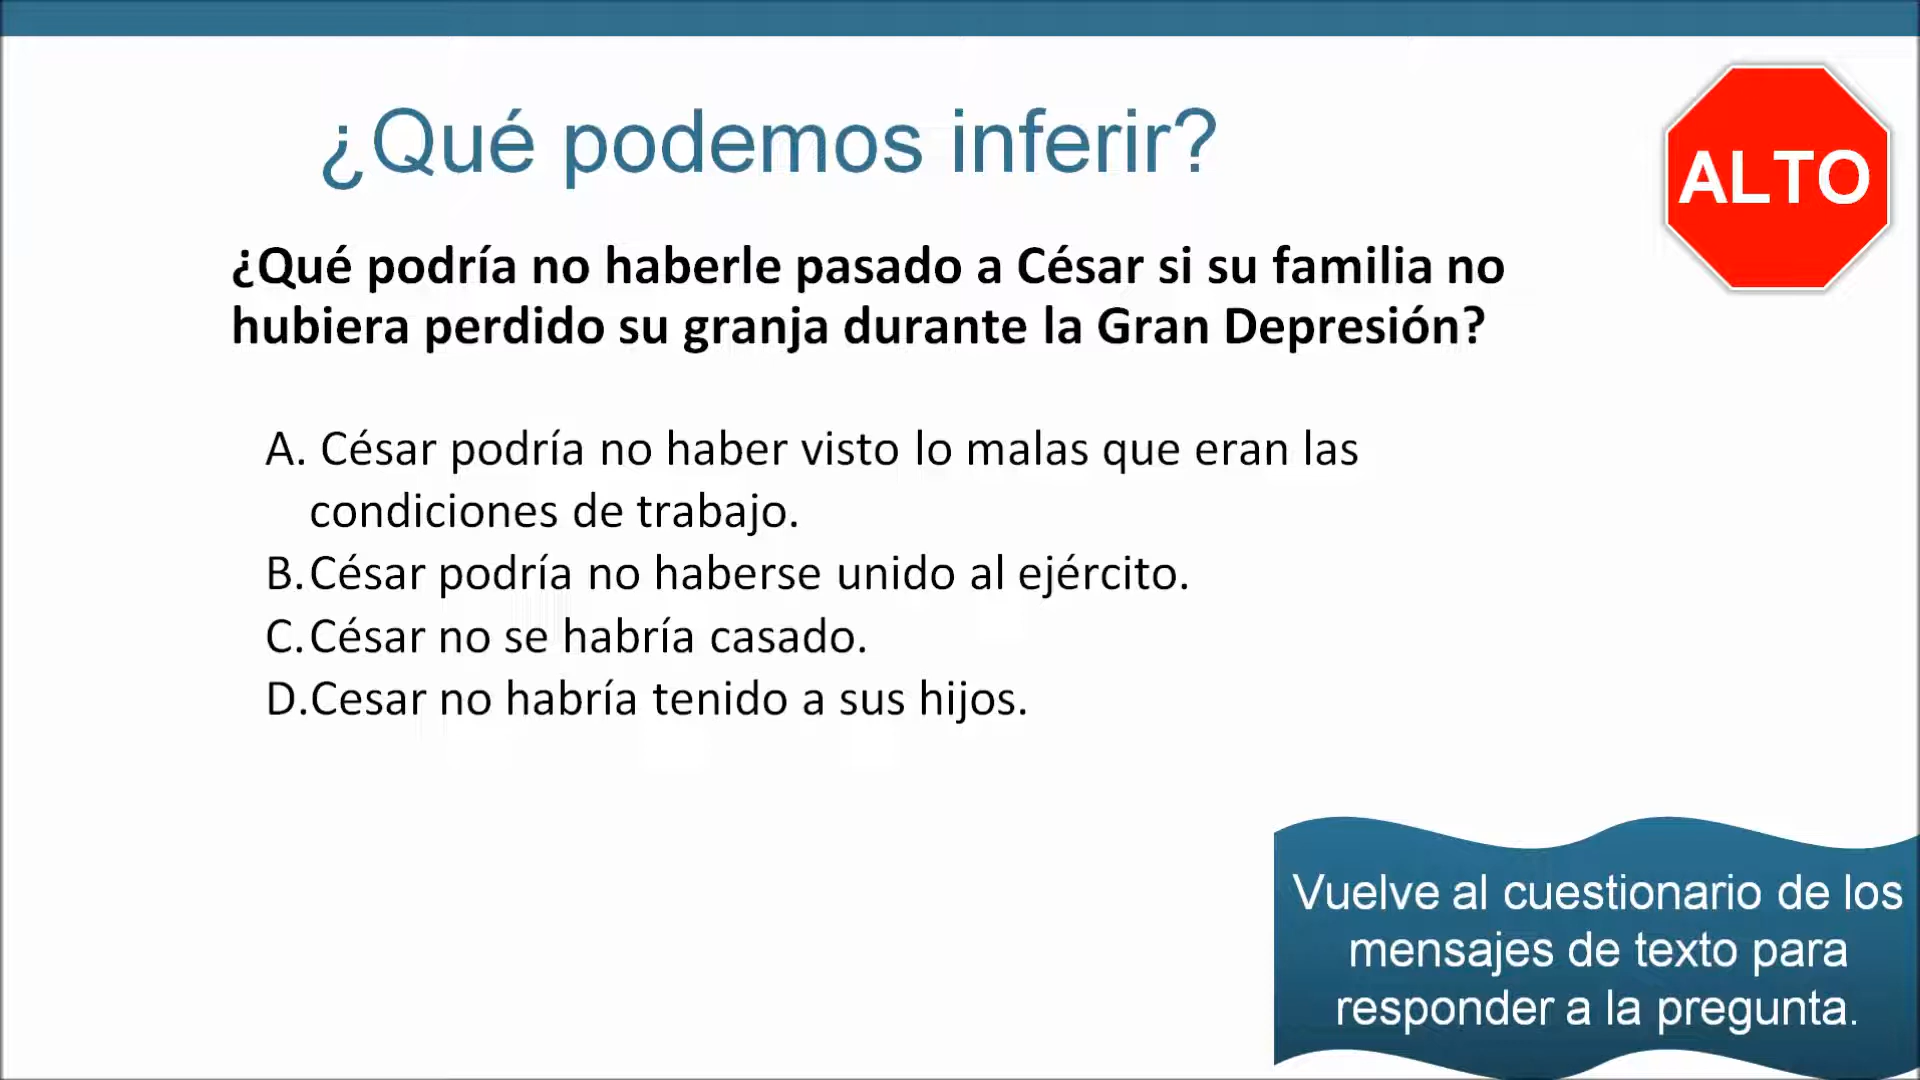 ¿Qué podemos inferir?
ALTO
¿Qué podría no haberle pasado a César si su familia no
hubiera perdido su granja durante la Gran Depresión?
A. César podría no haber visto lo malas que eran las
condiciones de trabajo.
B. César podría no haberse unido al ejército.
C. César no se habría casado.
D. Cesar no habría tenido a sus hijos.
Vuelve al cuestionario de los
mensajes de texto para
responder a la pregunta.